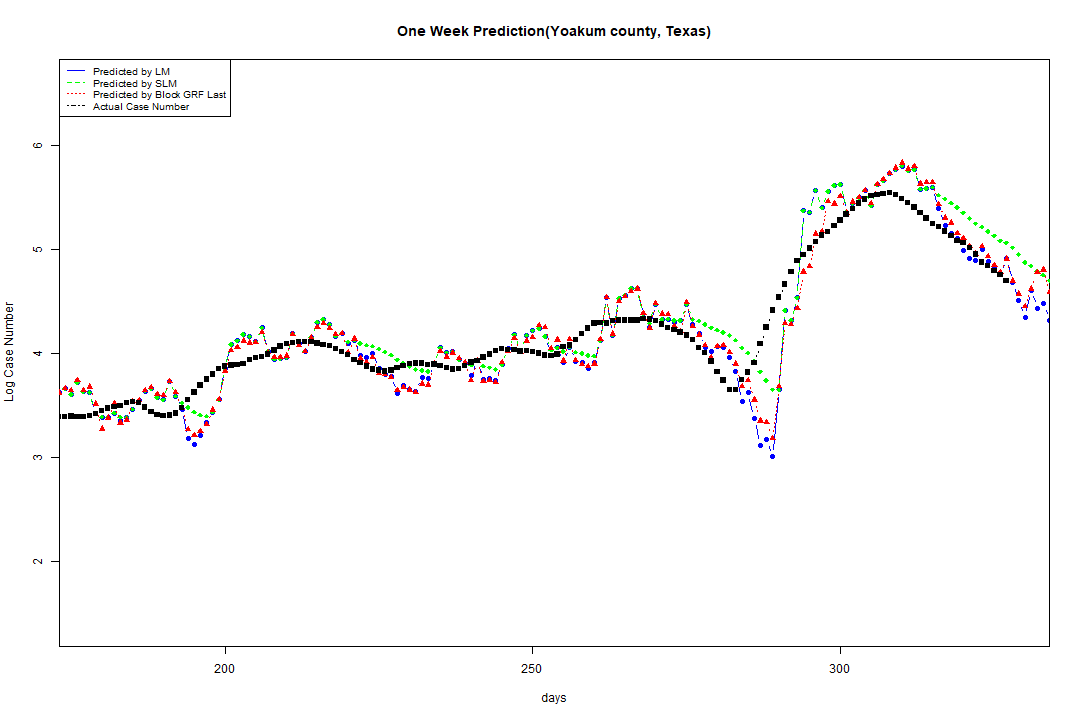 One Week Prediction(Yoakum county, Texas)
Predicted by LM
Predicted by SLM
Predicted by Block GRF Last
Actual Case Number
6
5
4
3
2
Log Case Number
200
250
300
days